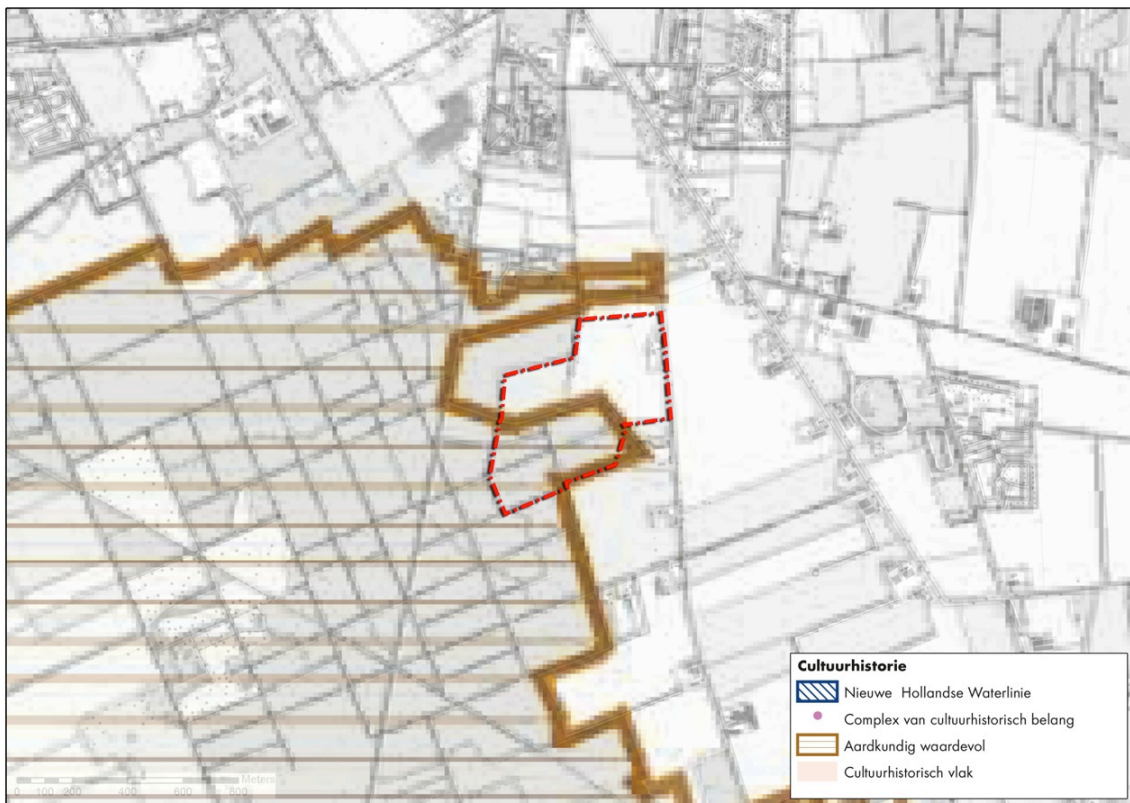 Cultuurhistorie
Nieuwe Hollandse Waterlinie
Complex van cultuurhistorisch belang
Aardkundig waardevol
Cultuurhistorisch vlak
Meters
0 100 200 400 600 800